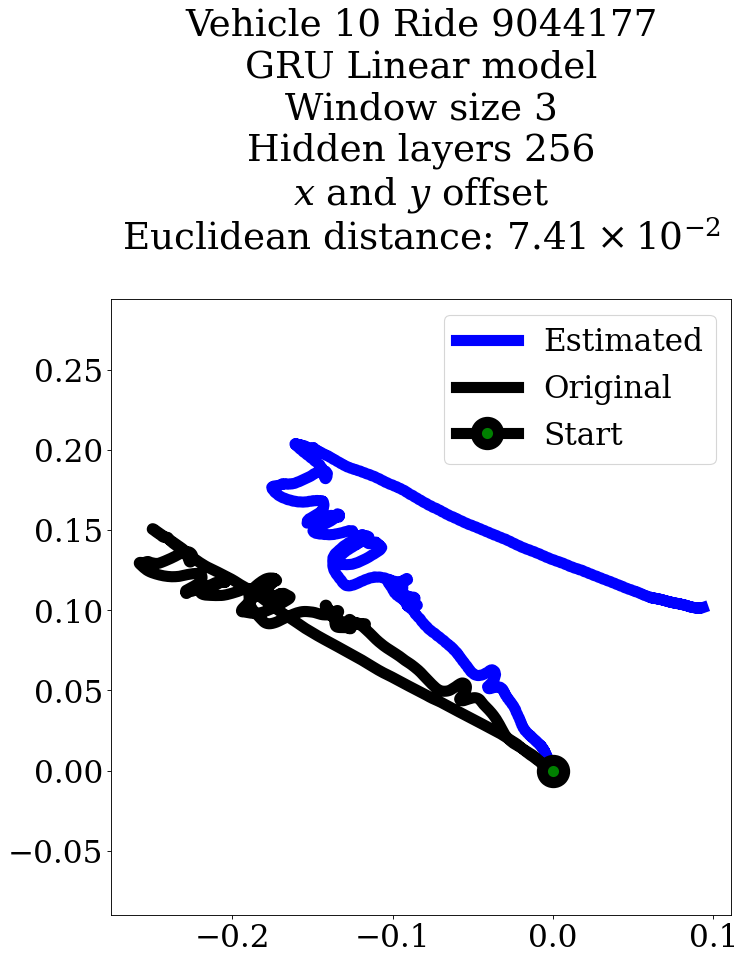 Vehicle 10 Ride 9044177
GRU Linear model
Window size 3
Hidden layers 256
x and y offset
Euclidean distance: 7.41 × 10⁻²
Estimated
Original
Start
0.25
0.20
0.15
0.10
0.05
0.00
−0.05
−0.2 −0.1 0.0 0.1